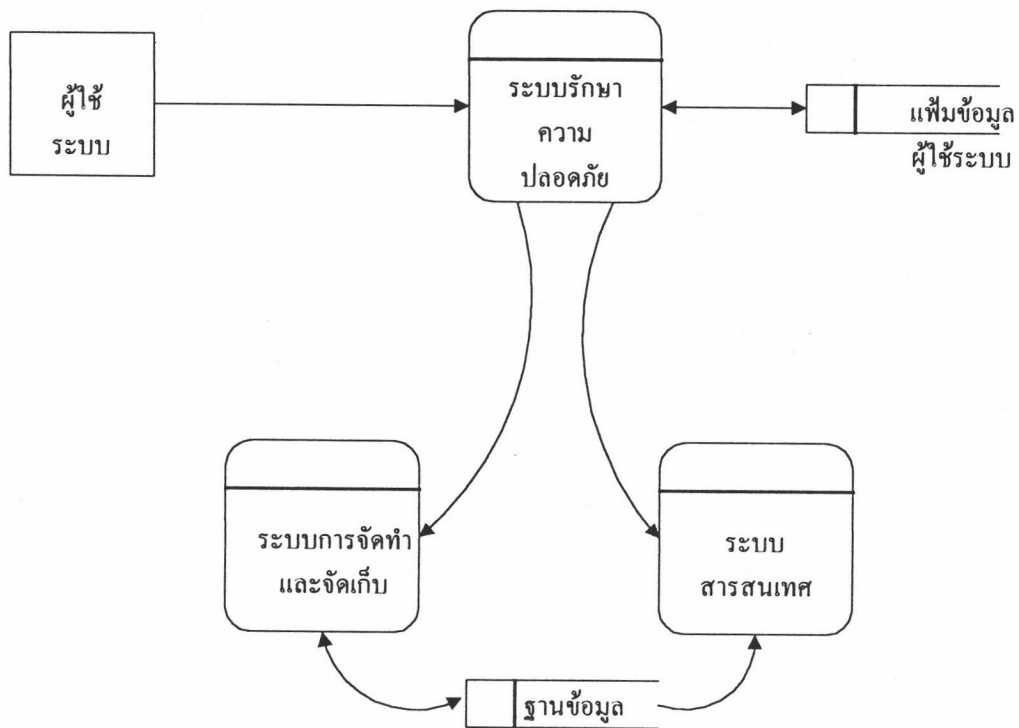 ผู้ใช้
ระบบ
ระบบรักษา
ความ
ปลอดภัย
แฟ้มข้อมูล
ผู้ใช้ระบบ
ระบบการจัดทำ
และจัดเก็บ
ระบบ
สารสนเทศ
ฐานข้อมูล